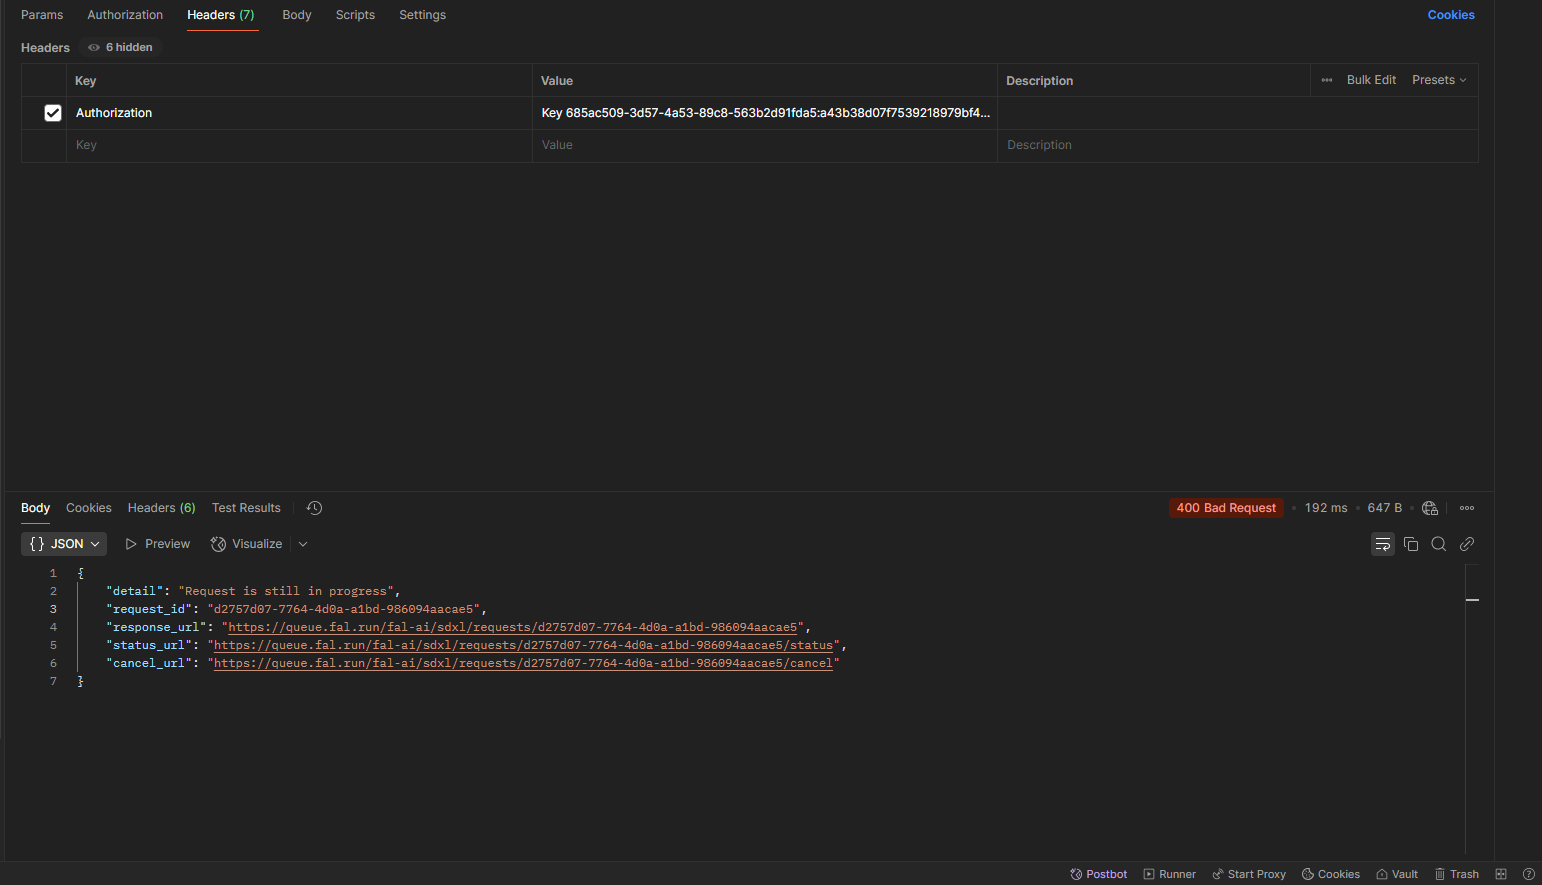 Params Authorization Headers (7) Body Scripts Settings Cookies
Headers 6 hidden
Key Value Description ••• Bulk Edit Presets
Authorization Key 685ac509-3d57-4a53-89c8-563b2d91fda5:a43b38d07f7539218979bf4...
Key Value Description
Body Cookies Headers (6) Test Results 400 Bad Request • 192 ms • 647 B •
{} JSON Preview Visualize
1 {
2 "detail": "Request is still in progress",
3 "request_id": "d2757d07-7764-4d0a-a1bd-986094aacae5",
4 "response_url": "https://queue.fal.run/fal-ai/sdxl/requests/d2757d07-7764-4d0a-a1bd-986094aacae5",
5 "status_url": "https://queue.fal.run/fal-ai/sdxl/requests/d2757d07-7764-4d0a-a1bd-986094aacae5/status",
6 "cancel_url": "https://queue.fal.run/fal-ai/sdxl/requests/d2757d07-7764-4d0a-a1bd-986094aacae5/cancel"
7 }
Postbot Runner Start Proxy Cookies Vault Trash